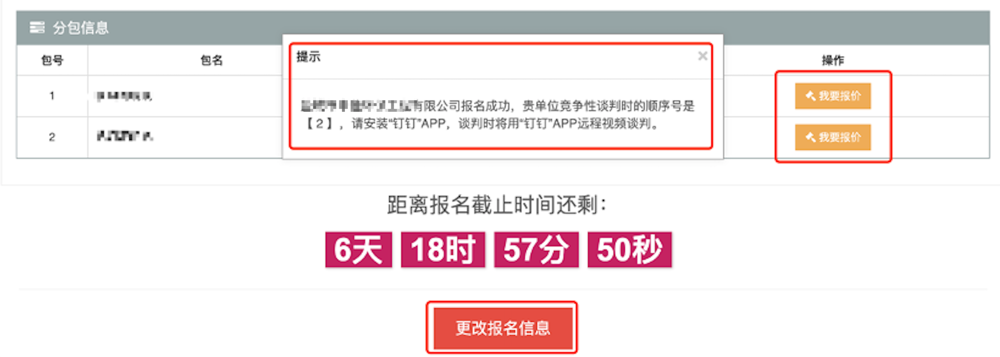 分包信息
包号 包名 操作
提示
1 我要报价
有限公司报名成功，贵单位竞争性谈判时的顺序号是
【2】，请安装“钉钉”APP，谈判时将用“钉钉”APP远程视频谈判。
2 我要报价
距离报名截止时间还剩：
6天 18时 57分 50秒
更改报名信息